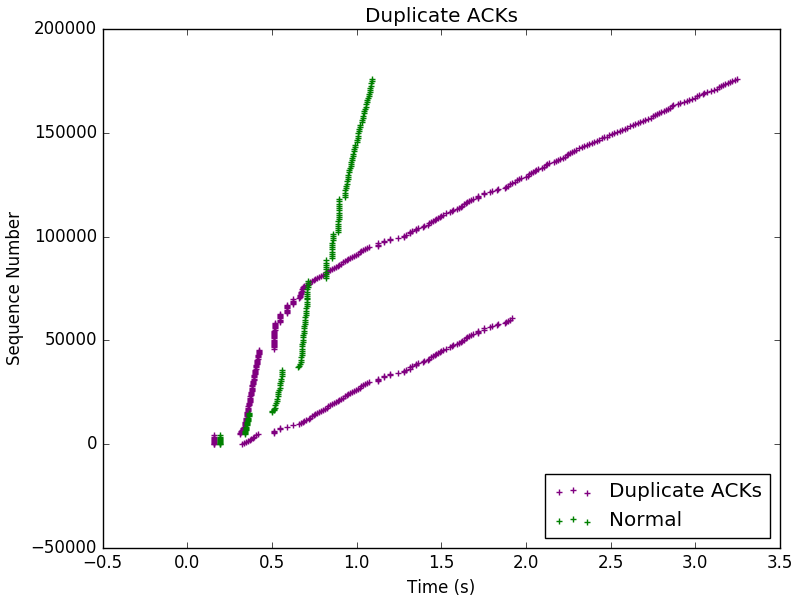 Duplicate ACKs
200000
150000
100000
50000
0
−50000
Sequence Number
−0.5 0.0 0.5 1.0 1.5 2.0 2.5 3.0 3.5
Time (s)
Duplicate ACKs
Normal